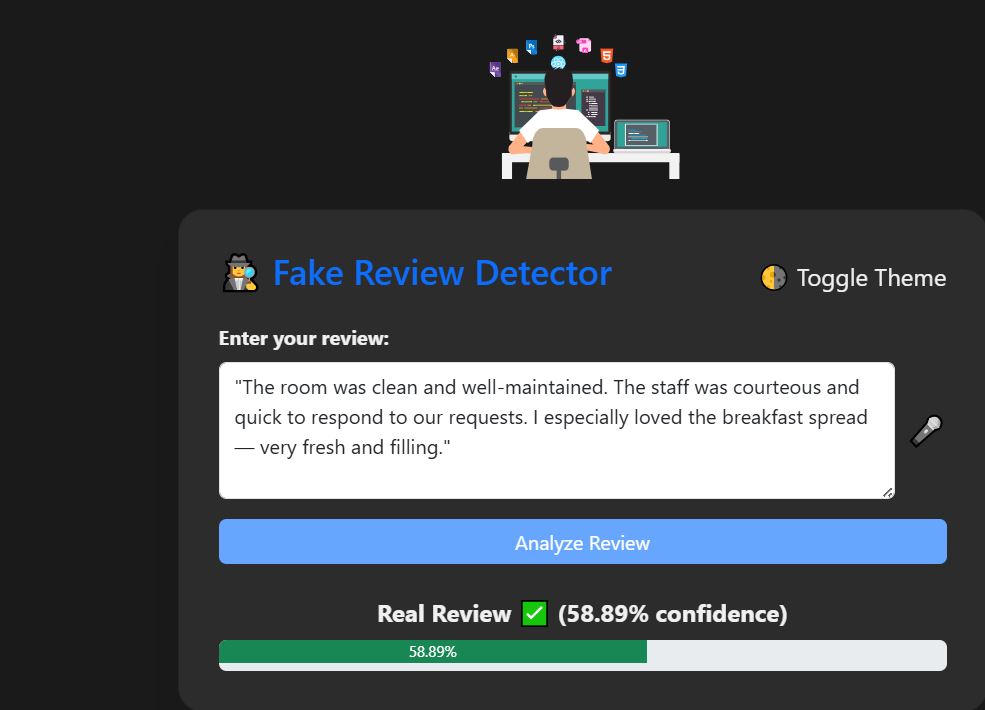 Ae
Ps
Fake Review Detector
Toggle Theme
Enter your review:
"The room was clean and well-maintained. The staff was courteous and
quick to respond to our requests. I especially loved the breakfast spread
— very fresh and filling."
Analyze Review
Real Review ✅ (58.89% confidence)
58.89%